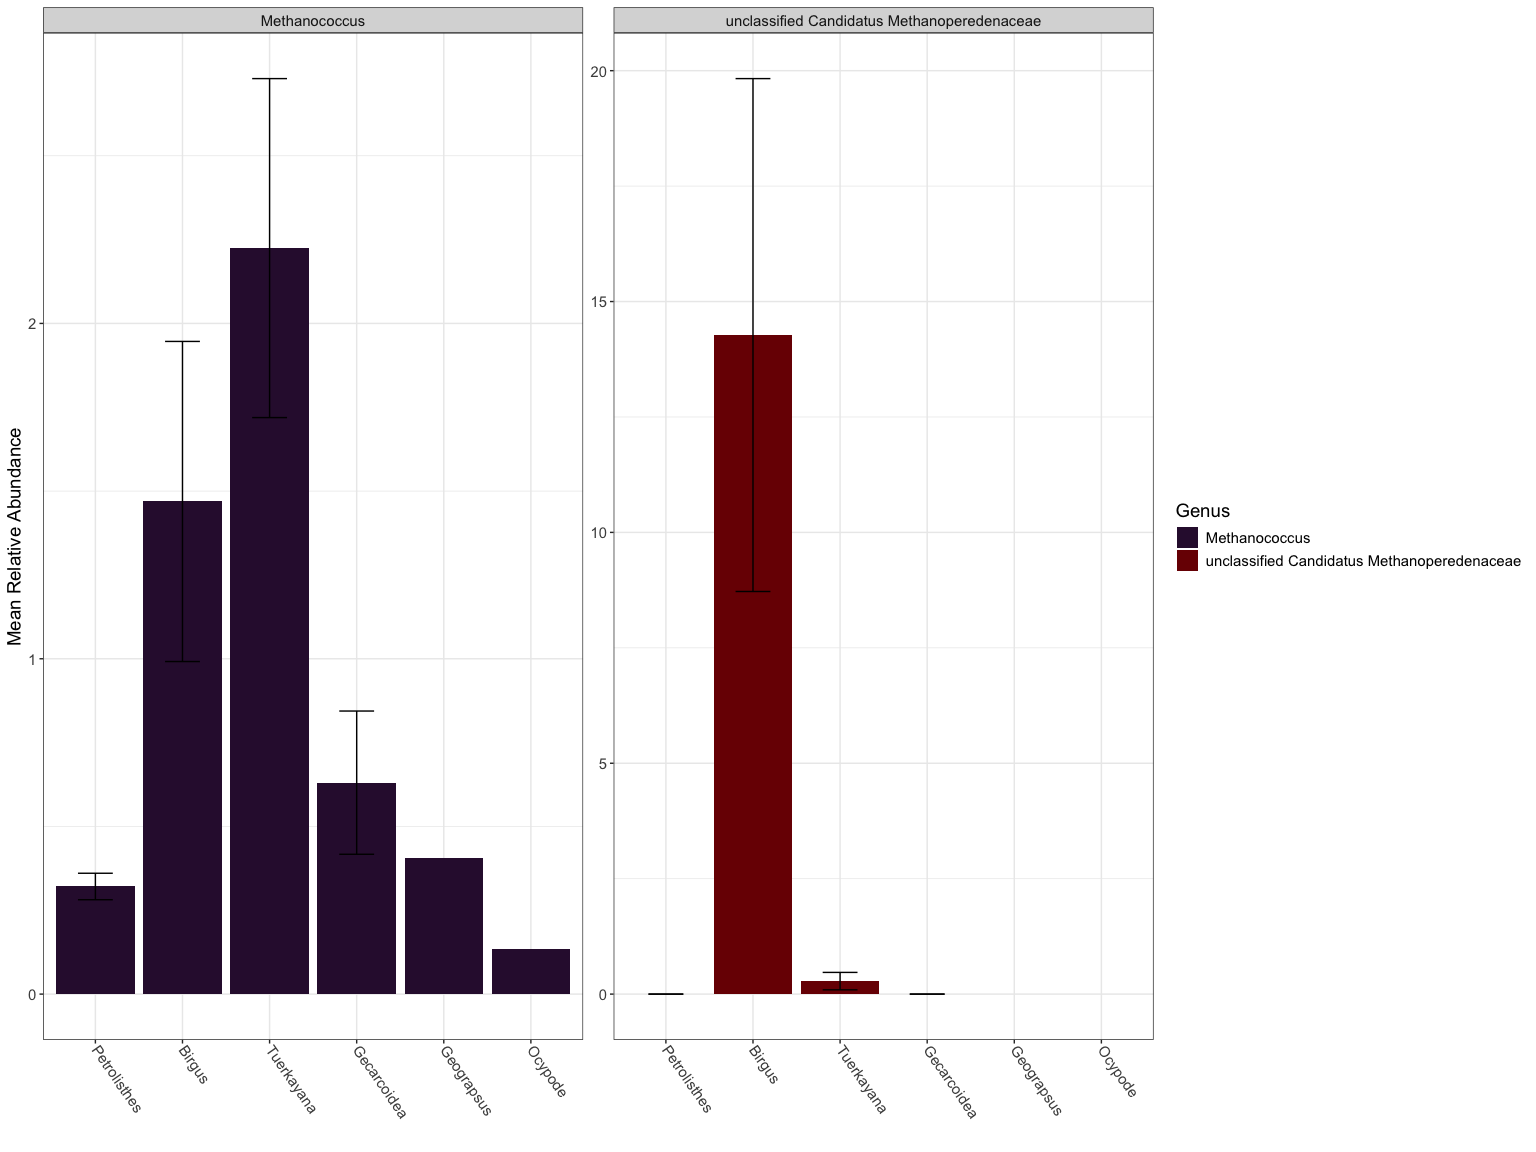 Methanococcus
unclassified Candidatus Methanoperedenaceae
Mean Relative Abundance
2
1
0
20
15
10
5
0
Petrolisthes
Birgus
Tuerkayana
Gecarcoidea
Geograpsus
Ocypode
Petrolisthes
Birgus
Tuerkayana
Gecarcoidea
Geograpsus
Ocypode
Genus
Methanococcus
unclassified Candidatus Methanoperedenaceae